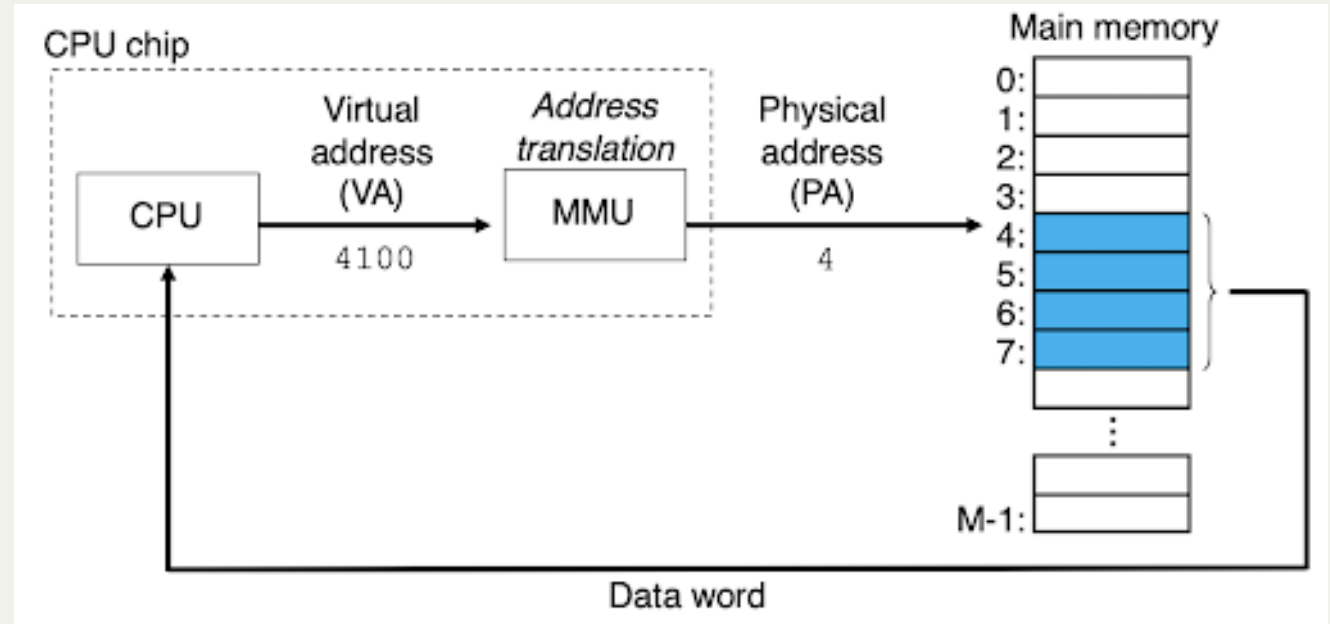 CPU chip
Main memory
Virtual
address
(VA)
4100
Address
translation
Physical
address
(PA)
4
CPU
MMU
0:
1:
2:
3:
4:
5:
6:
7:
⋮
M-1:
Data word